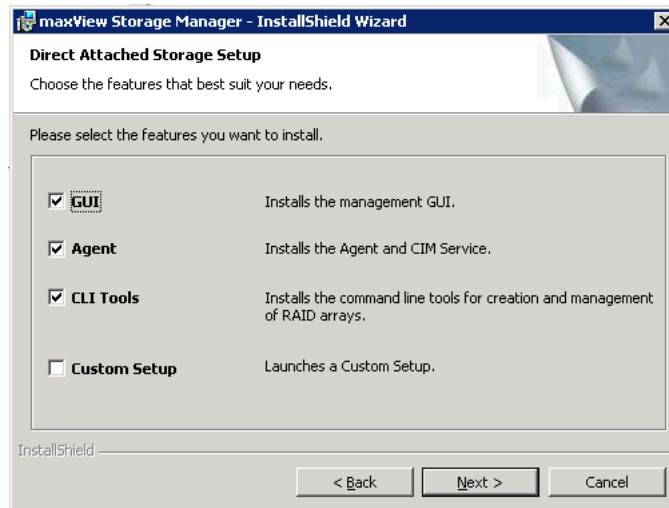 maxView Storage Manager - InstallShield Wizard
Direct Attached Storage Setup
Choose the features that best suit your needs.
Please select the features you want to install.
GUI Installs the management GUI.
Agent Installs the Agent and CIM Service.
CLI Tools Installs the command line tools for creation and management
of RAID arrays.
Custom Setup Launches a Custom Setup.
InstallShield
< Back Next > Cancel